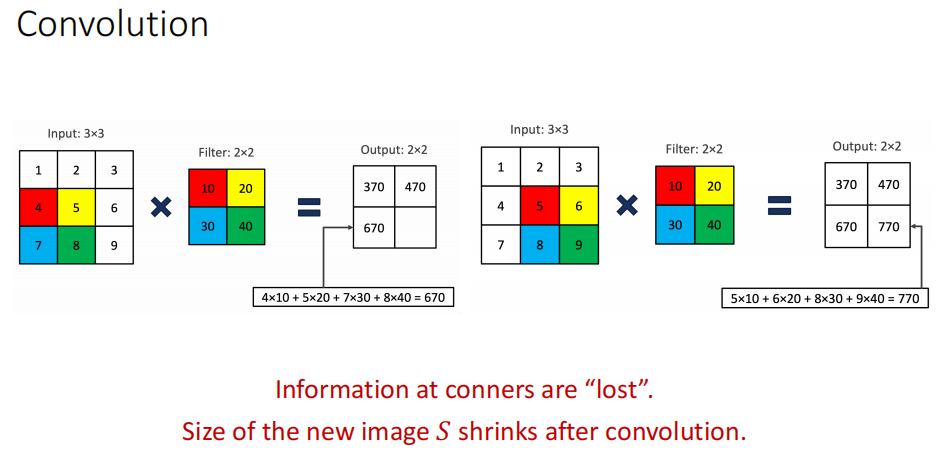 Convolution
Input: 3×3
1 2 3
4 5 6
7 8 9
Filter: 2×2
10 20
30 40
Output: 2×2
370 470
670
4×10 + 5×20 + 7×30 + 8×40 = 670
Input: 3×3
1 2 3
4 5 6
7 8 9
Filter: 2×2
10 20
30 40
Output: 2×2
370 470
670 770
5×10 + 6×20 + 8×30 + 9×40 = 770
Information at conners are “lost”.
Size of the new image S shrinks after convolution.